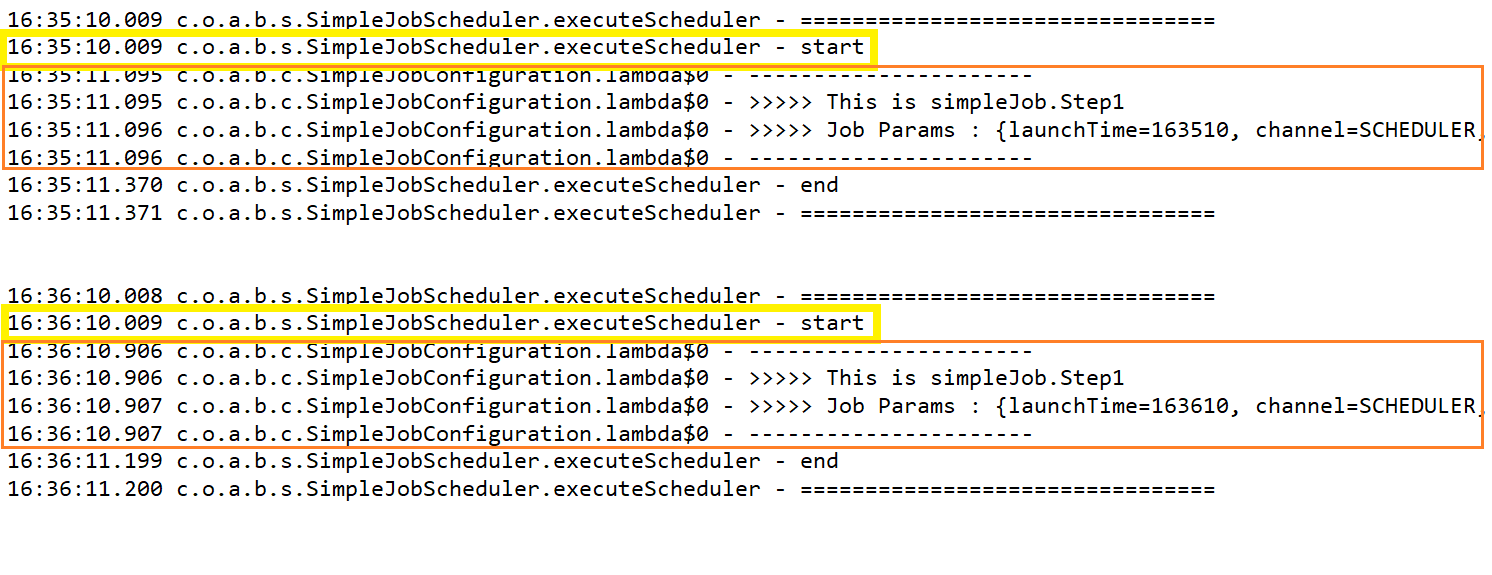 16:35:10.009 c.o.a.b.s.SimpleJobScheduler.executeScheduler - ================================
16:35:10.009 c.o.a.b.s.SimpleJobScheduler.executeScheduler - start
16:35:11.095 c.o.a.b.c.SimpleJobConfiguration.lambda$0 - ----------------------
16:35:11.095 c.o.a.b.c.SimpleJobConfiguration.lambda$0 - >>>>> This is simpleJob.Step1
16:35:11.096 c.o.a.b.c.SimpleJobConfiguration.lambda$0 - >>>>> Job Params : {launchTime=163510, channel=SCHEDULER,
16:35:11.096 c.o.a.b.c.SimpleJobConfiguration.lambda$0 - ----------------------
16:35:11.370 c.o.a.b.s.SimpleJobScheduler.executeScheduler - end
16:35:11.371 c.o.a.b.s.SimpleJobScheduler.executeScheduler - ================================
16:36:10.008 c.o.a.b.s.SimpleJobScheduler.executeScheduler - ================================
16:36:10.009 c.o.a.b.s.SimpleJobScheduler.executeScheduler - start
16:36:10.906 c.o.a.b.c.SimpleJobConfiguration.lambda$0 - ----------------------
16:36:10.906 c.o.a.b.c.SimpleJobConfiguration.lambda$0 - >>>>> This is simpleJob.Step1
16:36:10.907 c.o.a.b.c.SimpleJobConfiguration.lambda$0 - >>>>> Job Params : {launchTime=163610, channel=SCHEDULER,
16:36:10.907 c.o.a.b.c.SimpleJobConfiguration.lambda$0 - ----------------------
16:36:11.199 c.o.a.b.s.SimpleJobScheduler.executeScheduler - end
16:36:11.200 c.o.a.b.s.SimpleJobScheduler.executeScheduler - ================================